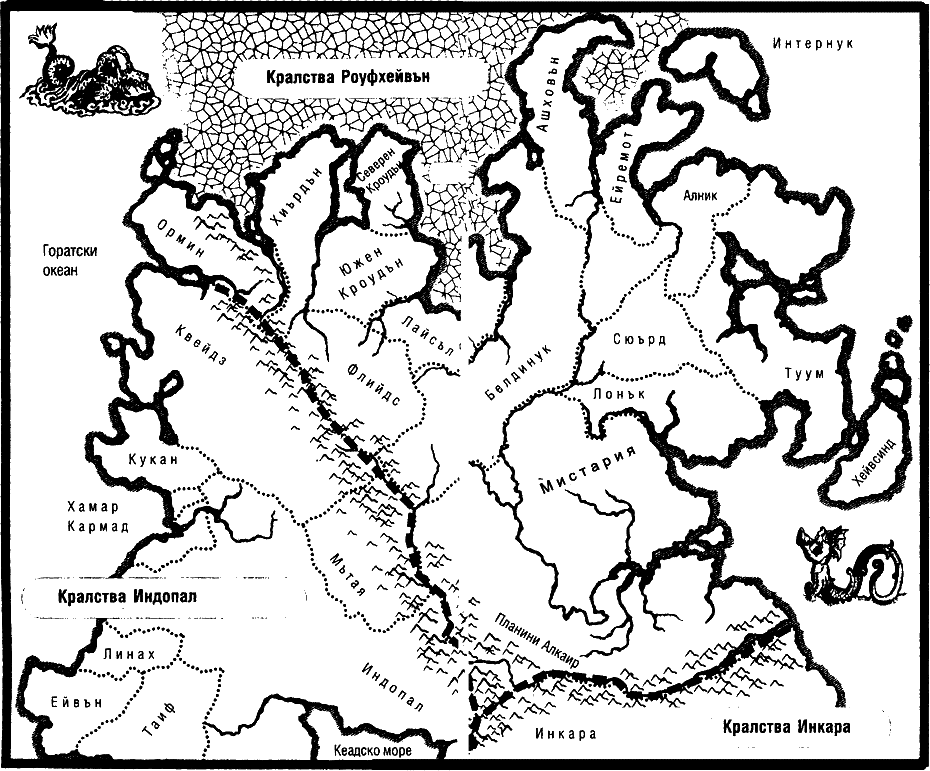 Интернук
Кралства Роуфхейвън
Ашховън
Северен
Кроудън
Ейремот
Хиърдън
Алник
Ормин
Горатски
океан
Южен
Кроудън
Лайсъл
Квейдз
Сюърд
Флийдс
Белдинук
Туум
Лонък
Кукан
Мистария
Хейвсинд
Хамар
Кармад
Мътая
Кралства Индопал
Планини Алкаир
Линах
Индопал
Ейвън
Таиф
Инкара
Кралства Инкара
Кеадско море